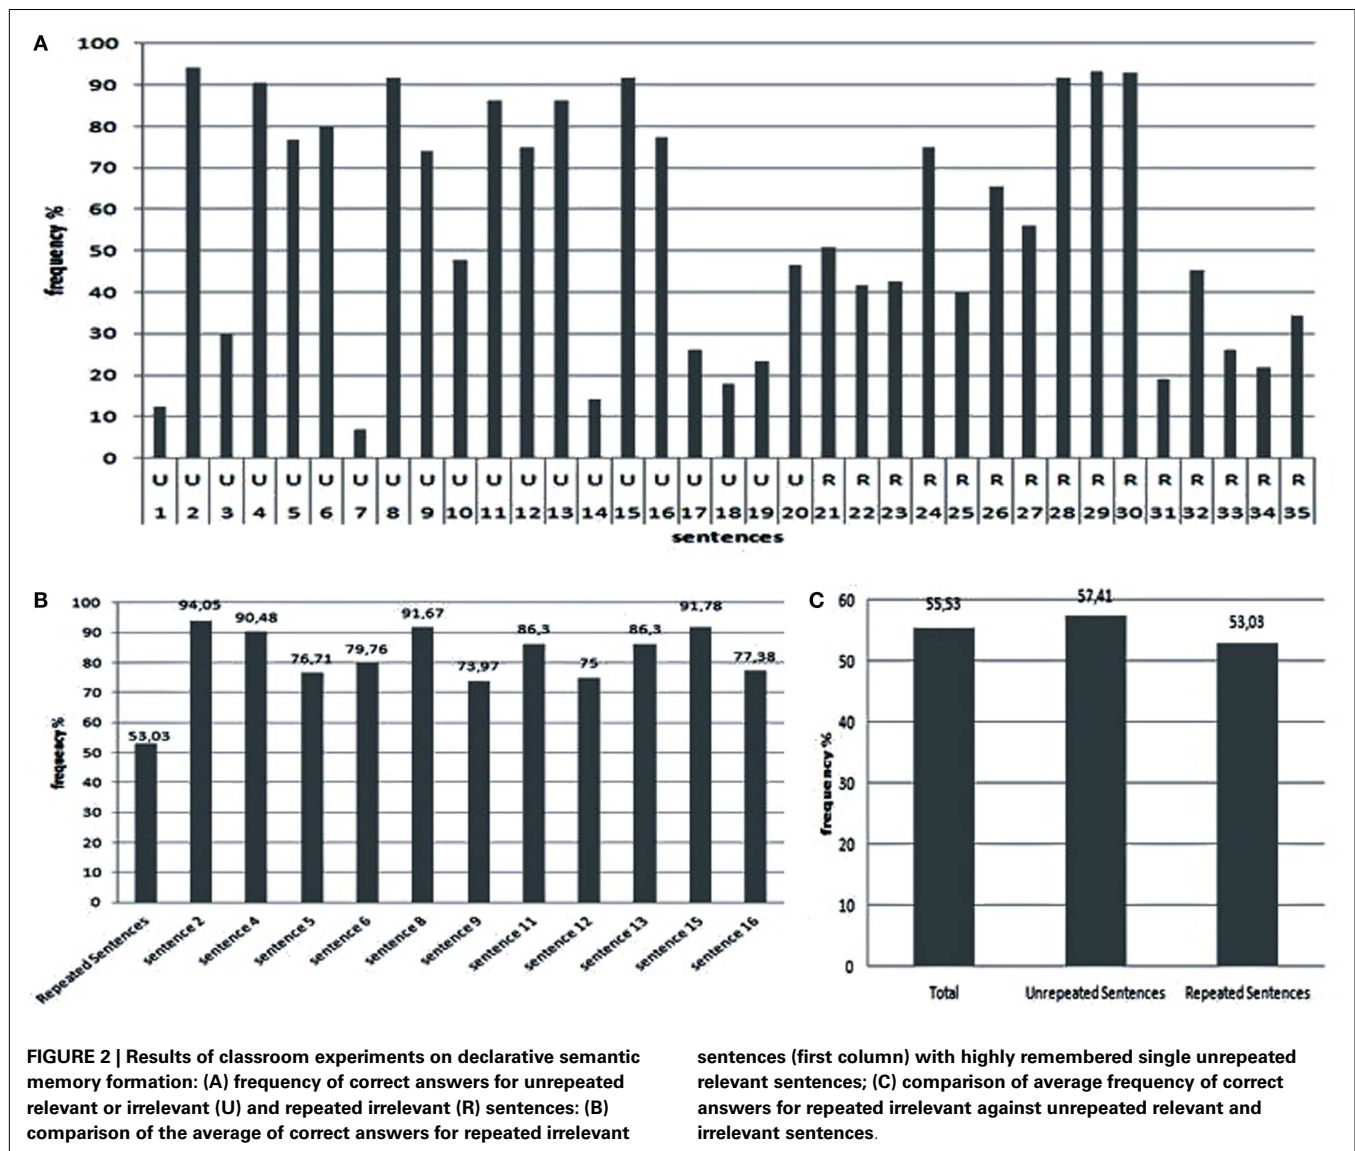 A
100
90
80
70
60
50
40
30
20
10
0
frequency %
U U U U U U U U U U U U U U U U U U U U R R R R R R R R R R R R R R R
1 2 3 4 5 6 7 8 9 10 11 12 13 14 15 16 17 18 19 20 21 22 23 24 25 26 27 28 29 30 31 32 33 34 35
sentences
B
100
90
80
70
60
50
40
30
20
10
0
frequency %
53,03 94,05 90,48 76,71 79,76 91,67 73,97 86,3 75 86,3 91,78 77,38
Repeated Sentences sentence 2 sentence 4 sentence 5 sentence 6 sentence 8 sentence 9 sentence 11 sentence 12 sentence 13 sentence 15 sentence 16
C
60
50
40
30
20
10
0
frequency %
55,53 57,41 53,03
Total Unrepeated Sentences Repeated Sentences
FIGURE 2 | Results of classroom experiments on declarative semantic
memory formation: (A) frequency of correct answers for unrepeated
relevant or irrelevant (U) and repeated irrelevant (R) sentences: (B)
comparison of the average of correct answers for repeated irrelevant
sentences (first column) with highly remembered single unrepeated
relevant sentences; (C) comparison of average frequency of correct
answers for repeated irrelevant against unrepeated relevant and
irrelevant sentences.